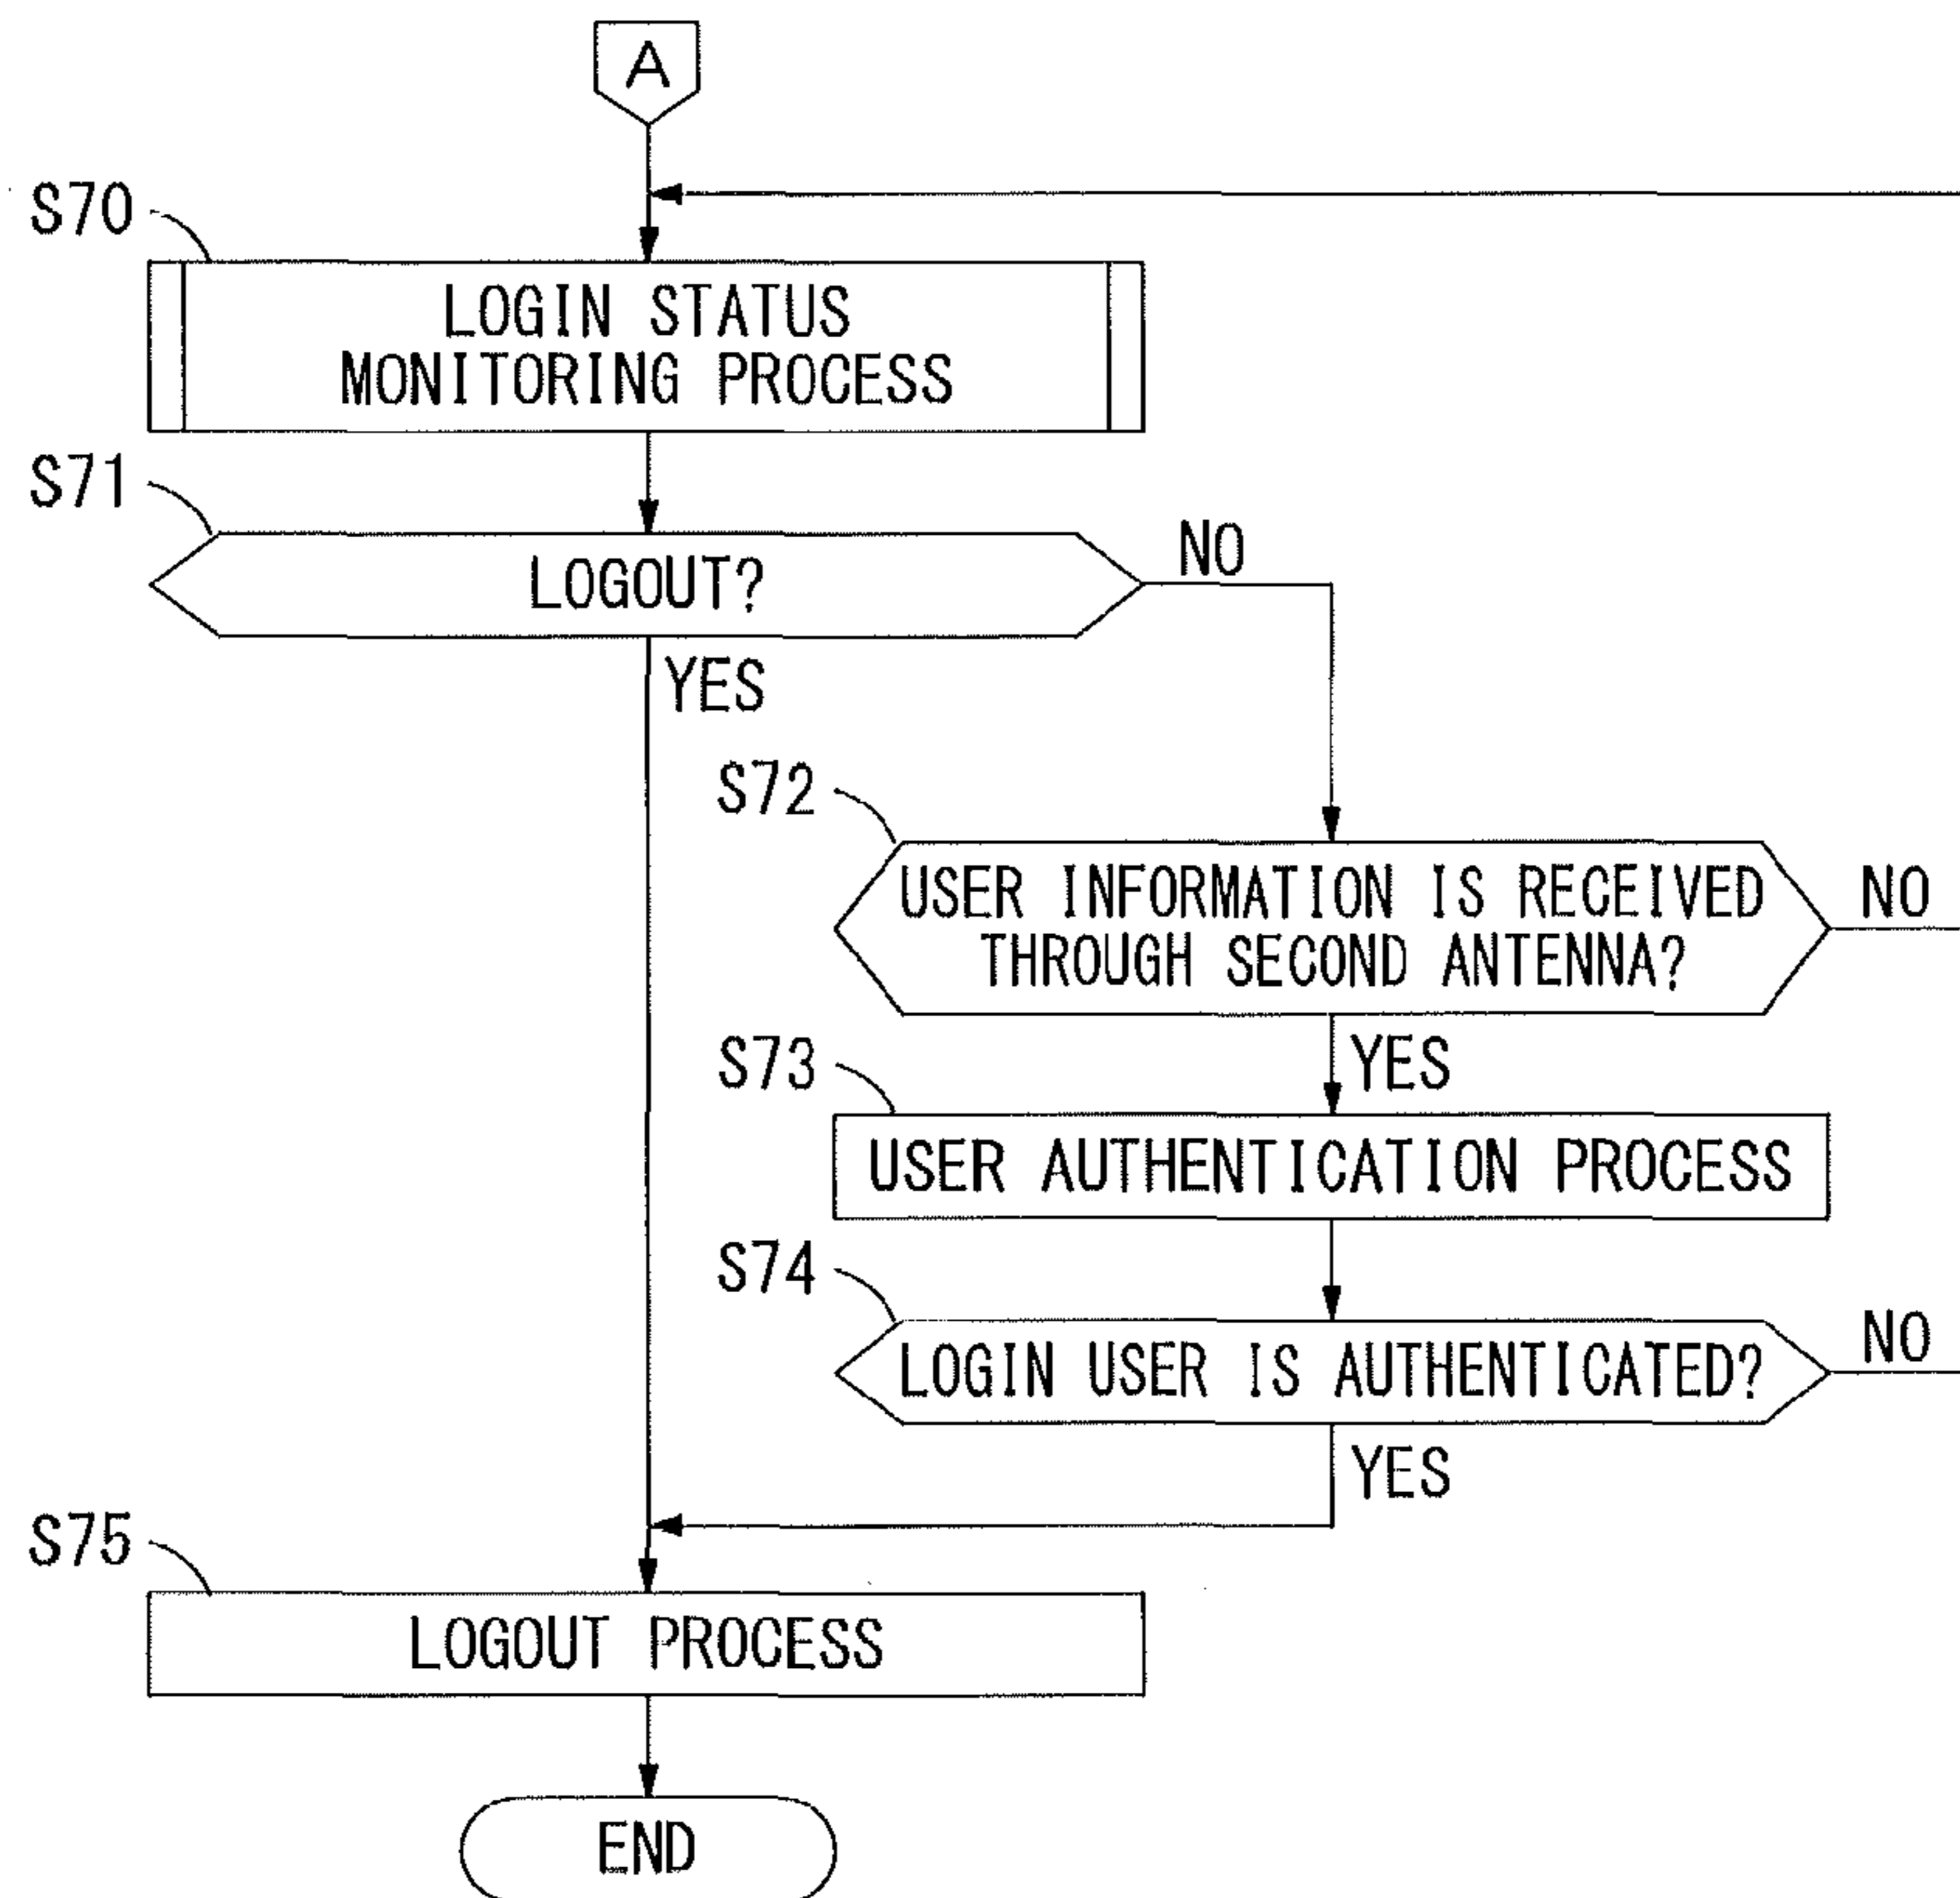 A
S70
LOGIN STATUS
MONITORING PROCESS
S71
LOGOUT?
NO
YES
S72
USER INFORMATION IS RECEIVED
THROUGH SECOND ANTENNA?
NO
YES
S73
USER AUTHENTICATION PROCESS
S74
LOGIN USER IS AUTHENTICATED?
NO
YES
S75
LOGOUT PROCESS
END